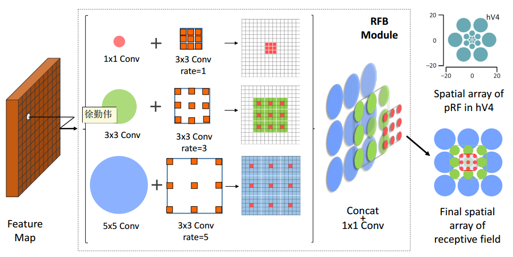 RFB
Module
1x1 Conv
3x3 Conv
rate=1
徐勤伟
3x3 Conv
3x3 Conv
rate=3
5x5 Conv
3x3 Conv
rate=5
Feature
Map
Concat
+
1x1 Conv
hV4
20
0
-20
-20
0
20
Spatial array of
pRF in hV4
Final spatial
array of
receptive field